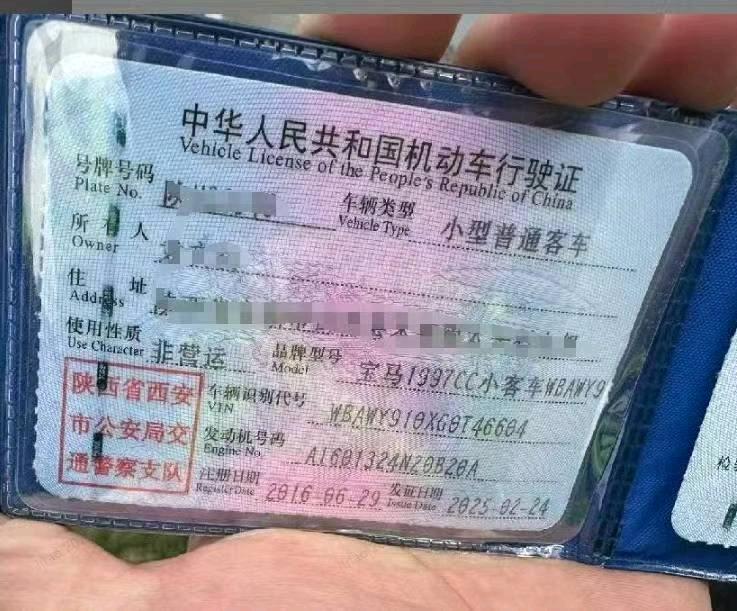 中华人民共和国机动车行驶证
Vehicle License of the People's Republic of China
号牌号码
Plate No.
车辆类型 小型普通客车
Vehicle Type
所有人
Owner
住址
Address
使用性质 非营运
Use Character
品牌型号 宝马1997CC小客车WBAWY9
Model
陕西省西安
市公安局交
通警察支队
车辆识别代号 WBAWY910XG0T46604
VIN
发动机号码 A1601324N20B20A
Engine No.
注册日期 2016-06-29
Register Date
发证日期 2025-02-24
Issue Date